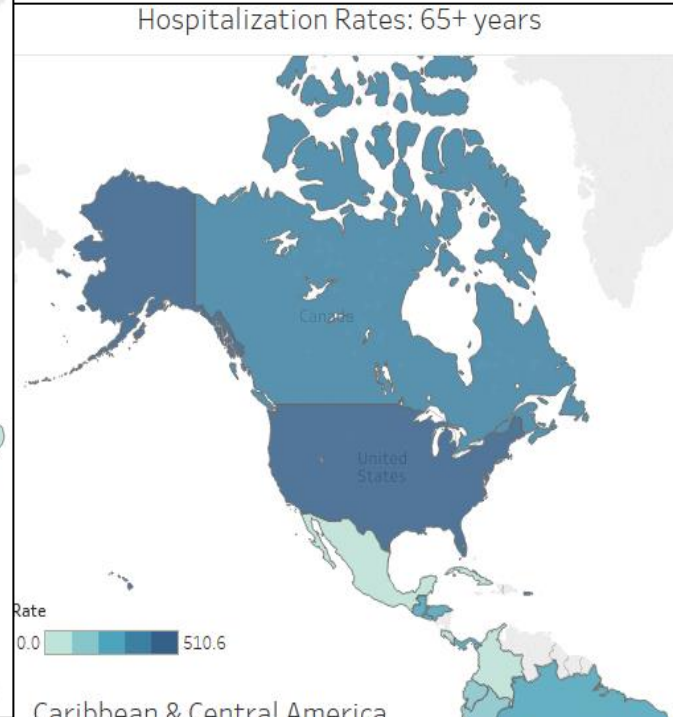 Hospitalization Rates: 65+ years
Canada
United
States
Rate
0.0 510.6
Caribbean & Central America